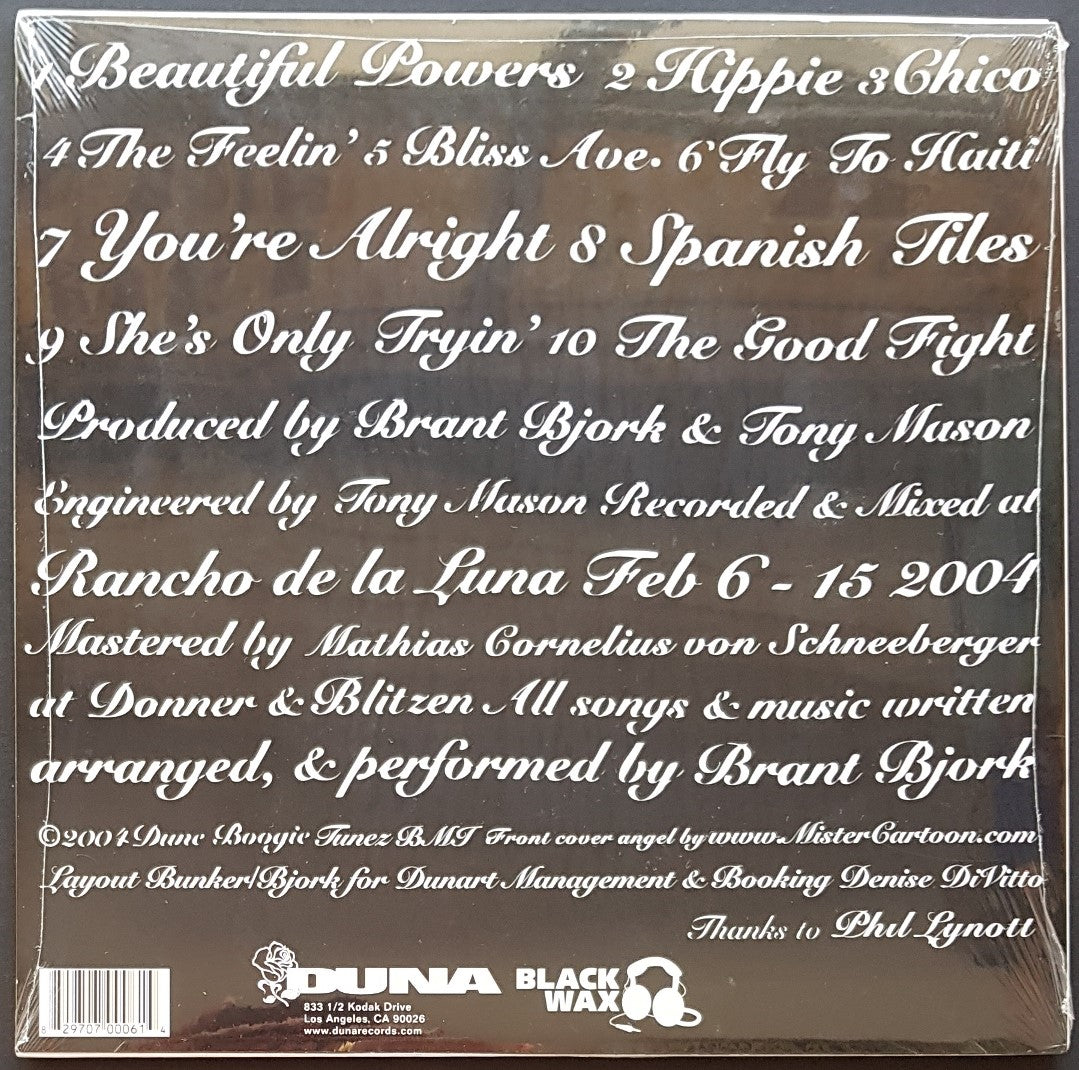 1 Beautiful Powers 2 Hippie 3 Chico
4 The Feelin' 5 Bliss Ave. 6 Fly To Haiti
7 You're Alright 8 Spanish Tiles
9 She's Only Tryin' 10 The Good Fight
Produced by Brant Bjork & Tony Mason
Engineered by Tony Mason Recorded & Mixed at
Rancho de la Luna Feb 6 - 15 2004
Mastered by Mathias Cornelius von Schneeberger
at Donner & Blitzen All songs & music written
arranged, & performed by Brant Bjork
©2004 Dune Boogie Tunez BMI Front cover angel by www.MisterCartoon.com
Layout Bunker/Bjork for Dunart Management & Booking Denise DiVitto
Thanks to Phil Lynott
DUNA
833 1/2 Kodak Drive
Los Angeles, CA 90026
www.dunarecords.com
BLACK
WAX
8 29707 00061 4